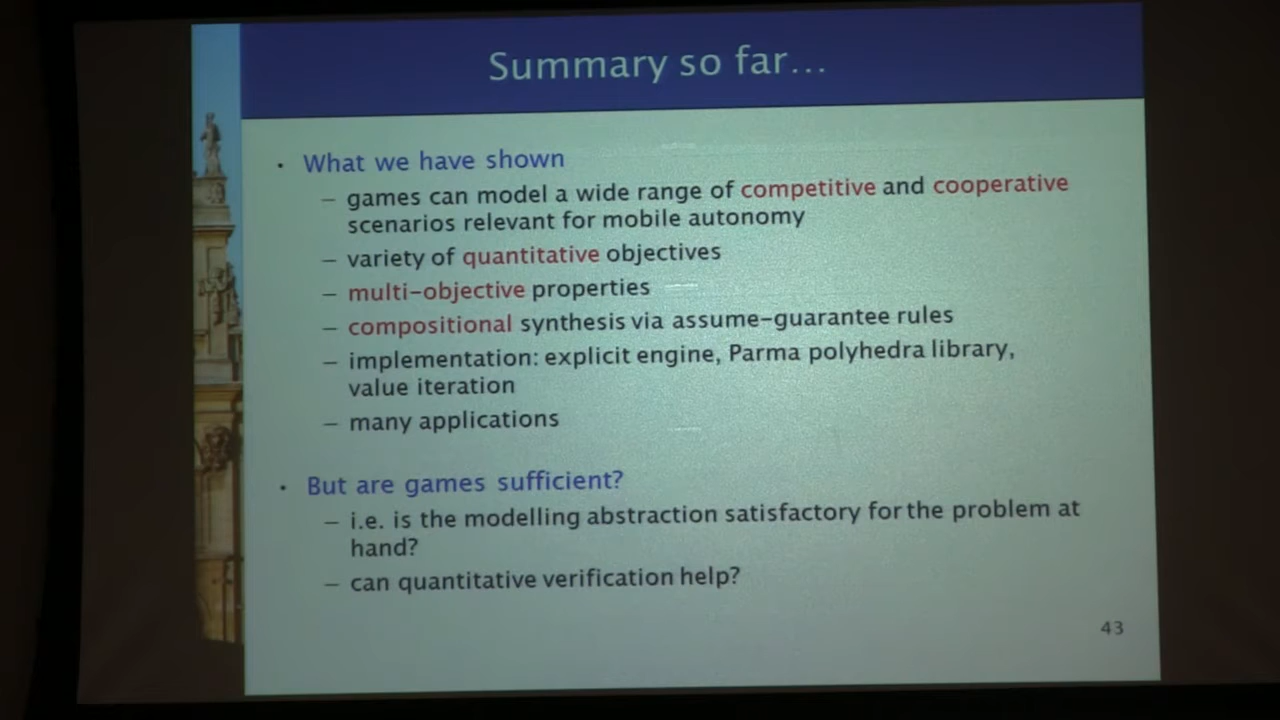 Summary so far...
• What we have shown
– games can model a wide range of competitive and cooperative
scenarios relevant for mobile autonomy
– variety of quantitative objectives
– multi-objective properties
– compositional synthesis via assume-guarantee rules
– implementation: explicit engine, Parma polyhedra library,
value iteration
– many applications
• But are games sufficient?
– i.e. is the modelling abstraction satisfactory for the problem at
hand?
– can quantitative verification help?
43